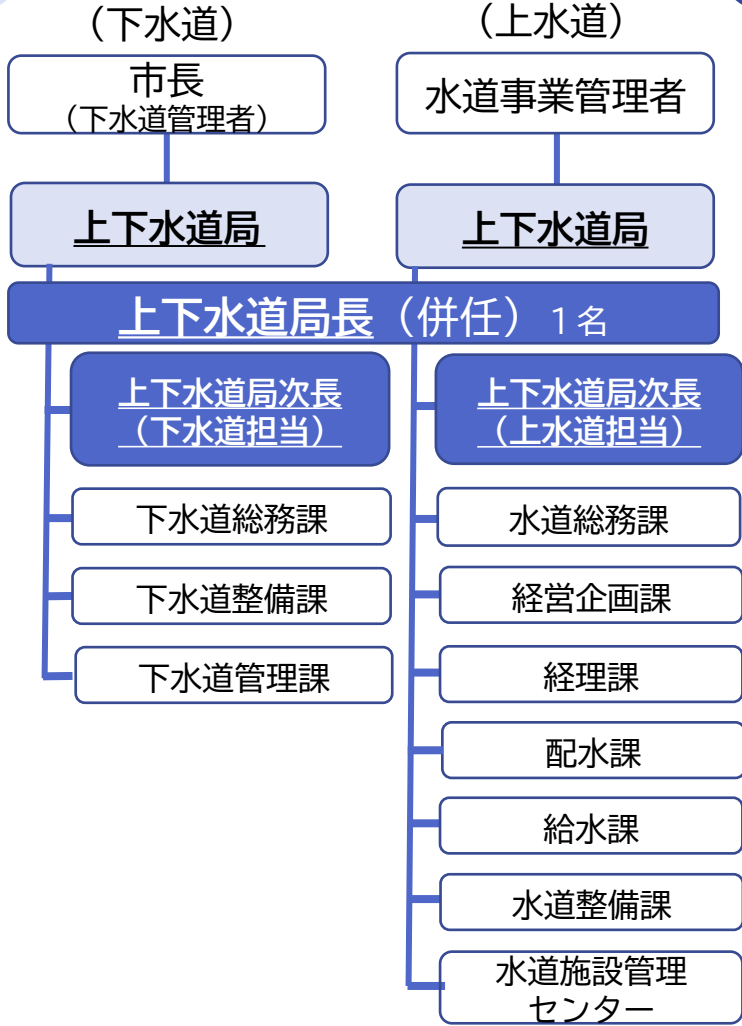 （下水道）
（上水道）
市長
（下水道管理者）
水道事業管理者
上下水道局
上下水道局
上下水道局長（併任）１名
上下水道局次長
（下水道担当）
上下水道局次長
（上水道担当）
下水道総務課
下水道整備課
下水道管理課
水道総務課
経営企画課
経理課
配水課
給水課
水道整備課
水道施設管理
センター